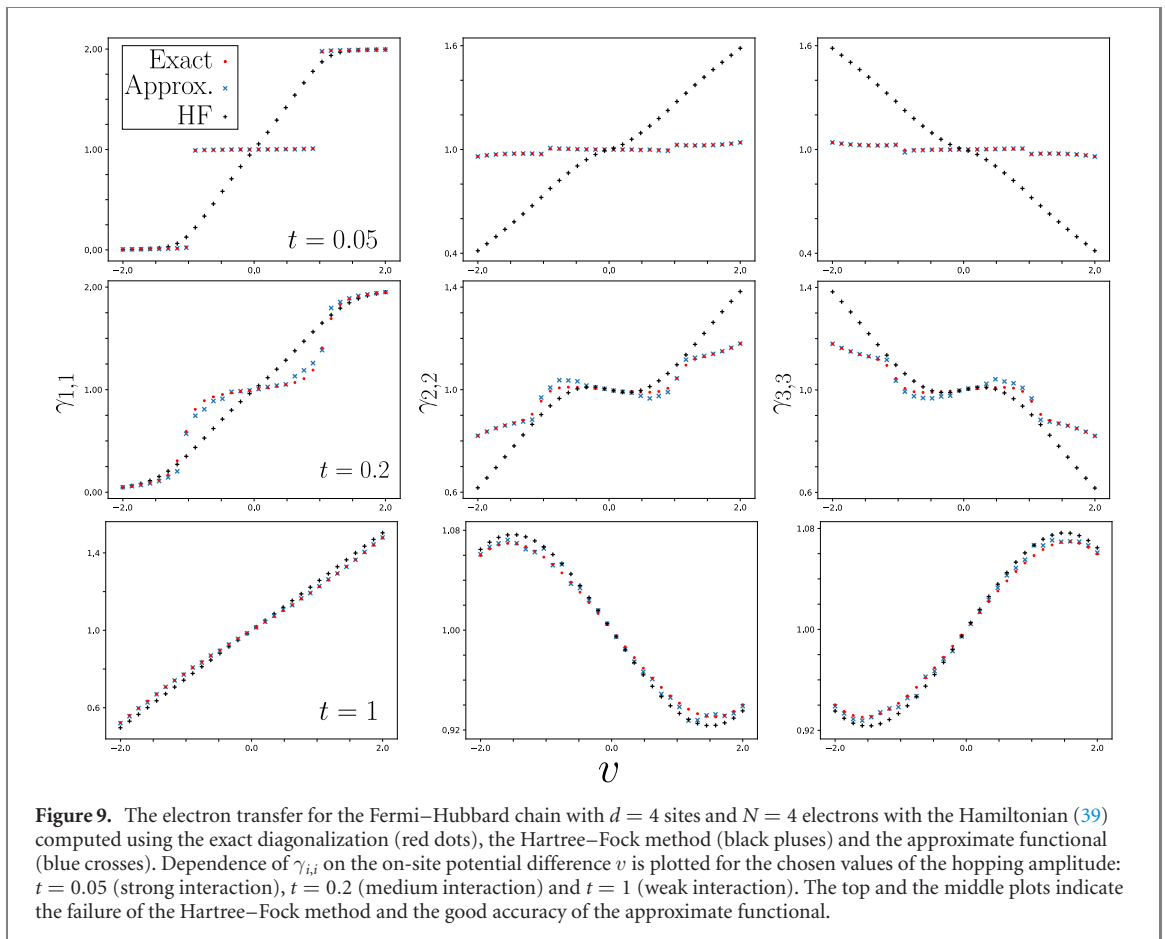 2.00
1.00
0.00
Exact
Approx.
HF
t = 0.05
-2.0 0.0 2.0
1.6
1.0
0.4
-2.0 0.0 2.0
1.6
1.0
0.4
-2.0 0.0 2.0
γ1,1
2.00
1.00
0.00
t = 0.2
-2.0 0.0 2.0
γ2,2
1.4
1.0
0.6
-2.0 0.0 2.0
γ3,3
1.4
1.0
0.6
-2.0 0.0 2.0
1.4
1.0
0.6
t = 1
-2.0 0.0 2.0
1.08
1.00
0.92
-2.0 0.0 2.0
1.08
1.00
0.92
-2.0 0.0 2.0
v
Figure 9. The electron transfer for the Fermi–Hubbard chain with d = 4 sites and N = 4 electrons with the Hamiltonian (39)
computed using the exact diagonalization (red dots), the Hartree–Fock method (black pluses) and the approximate functional
(blue crosses). Dependence of γi,i on the on-site potential difference v is plotted for the chosen values of the hopping amplitude:
t = 0.05 (strong interaction), t = 0.2 (medium interaction) and t = 1 (weak interaction). The top and the middle plots indicate
the failure of the Hartree–Fock method and the good accuracy of the approximate functional.